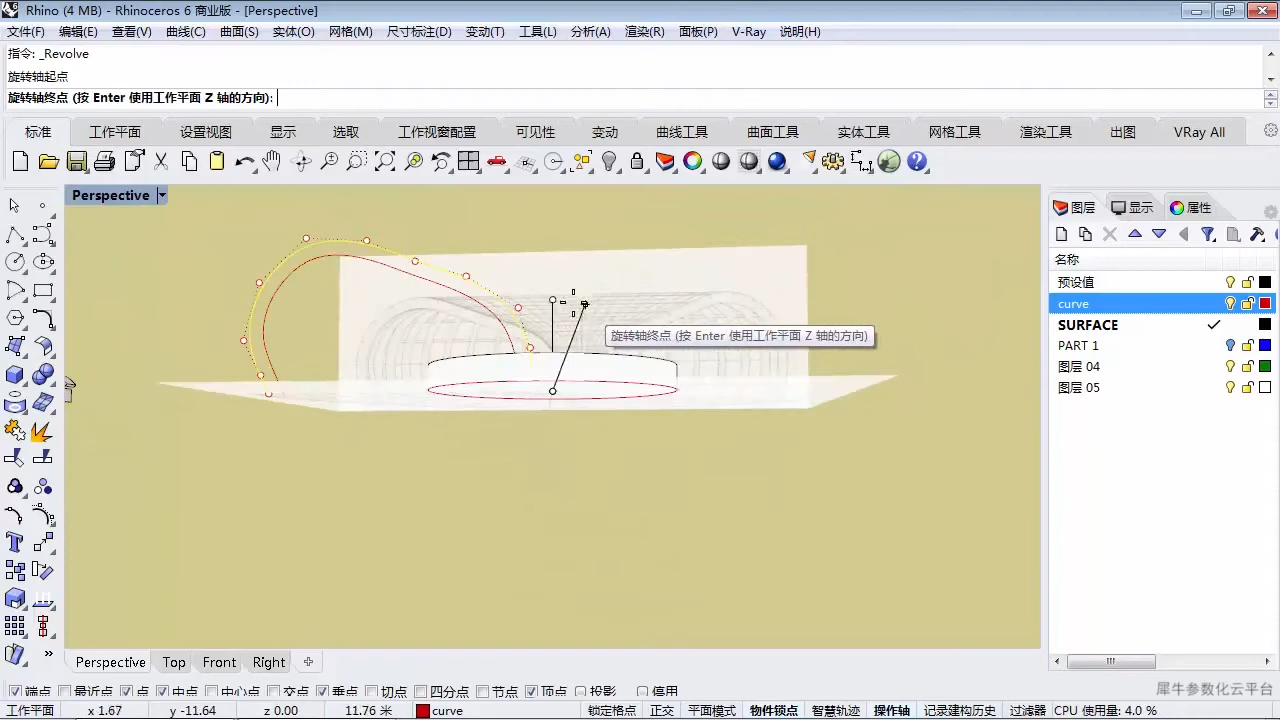 Rhino (4 MB) - Rhinoceros 6 商业版 - [Perspective]
文件(F) 编辑(E) 查看(V) 曲线(C) 曲面(S) 实体(O) 网格(M) 尺寸标注(D) 变动(T) 工具(L) 分析(A) 渲染(R) 面板(P) V-Ray 说明(H)
指令: _Revolve
旋转轴起点
旋转轴终点 (按 Enter 使用工作平面 Z 轴的方向):
标准 工作平面 设置视图 显示 选取 工作视窗配置 可见性 变动 曲线工具 曲面工具 实体工具 网格工具 渲染工具 出图 VRay All
Perspective
图层 显示 属性
名称
预设值
curve
SURFACE
PART 1
图层 04
图层 05
旋转轴终点 (按 Enter 使用工作平面 Z 轴的方向)
Perspective Top Front Right
端点 最近点 点 中点 中心点 交点 垂点 切点 四分点 节点 顶点 投影 停用
犀牛参数化云平台
工作平面 x 1.67 y -11.64 z 0.00 11.76 米 curve 锁定格点 正交 平面模式 物件锁点 智慧轨迹 操作轴 记录建构历史 过滤器 CPU 使用量: 4.0 %